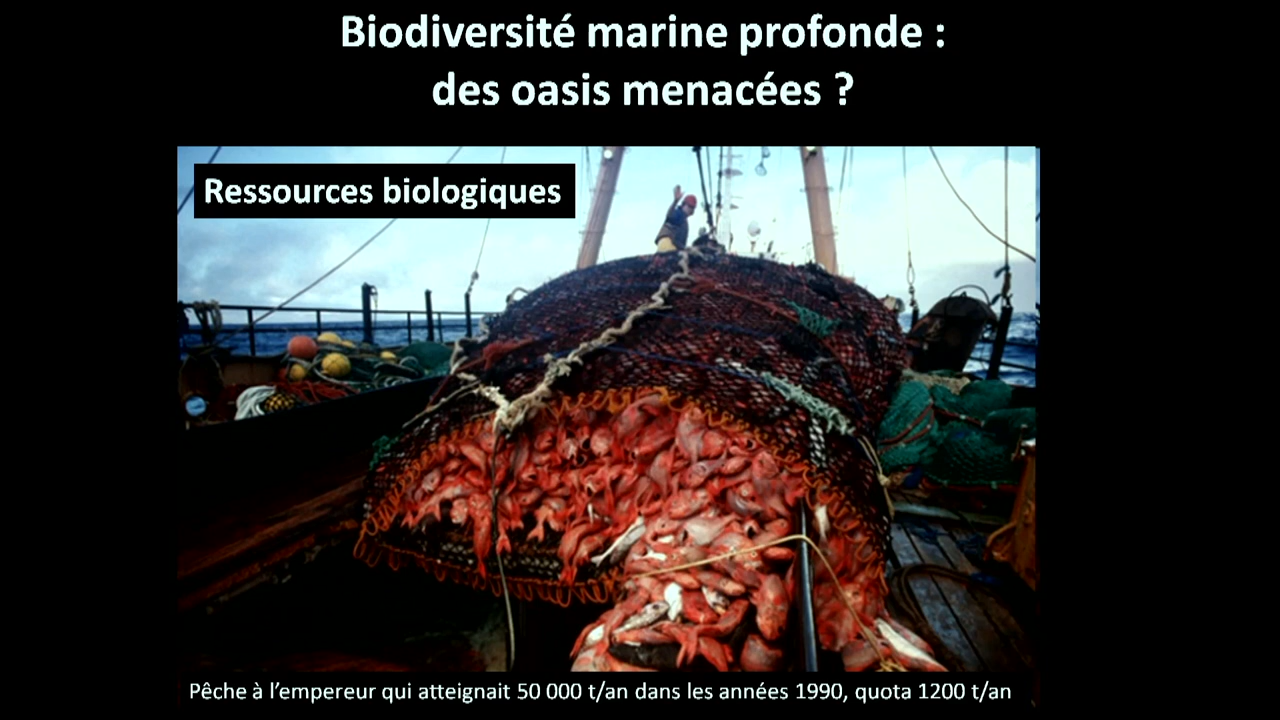 Biodiversité marine profonde :
des oasis menacées ?
Ressources biologiques
Pêche à l'empereur qui atteignait 50 000 t/an dans les années 1990, quota 1200 t/an